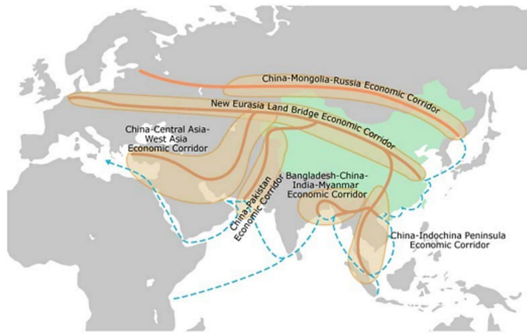 China-Mongolia-Russia Economic Corridor
New Eurasia Land Bridge Economic Corridor
China-Central Asia-
West Asia
Economic Corridor
China-Pakistan
Economic Corridor
Bangladesh-China-
India-Myanmar
Economic Corridor
China-Indochina Peninsula
Economic Corridor